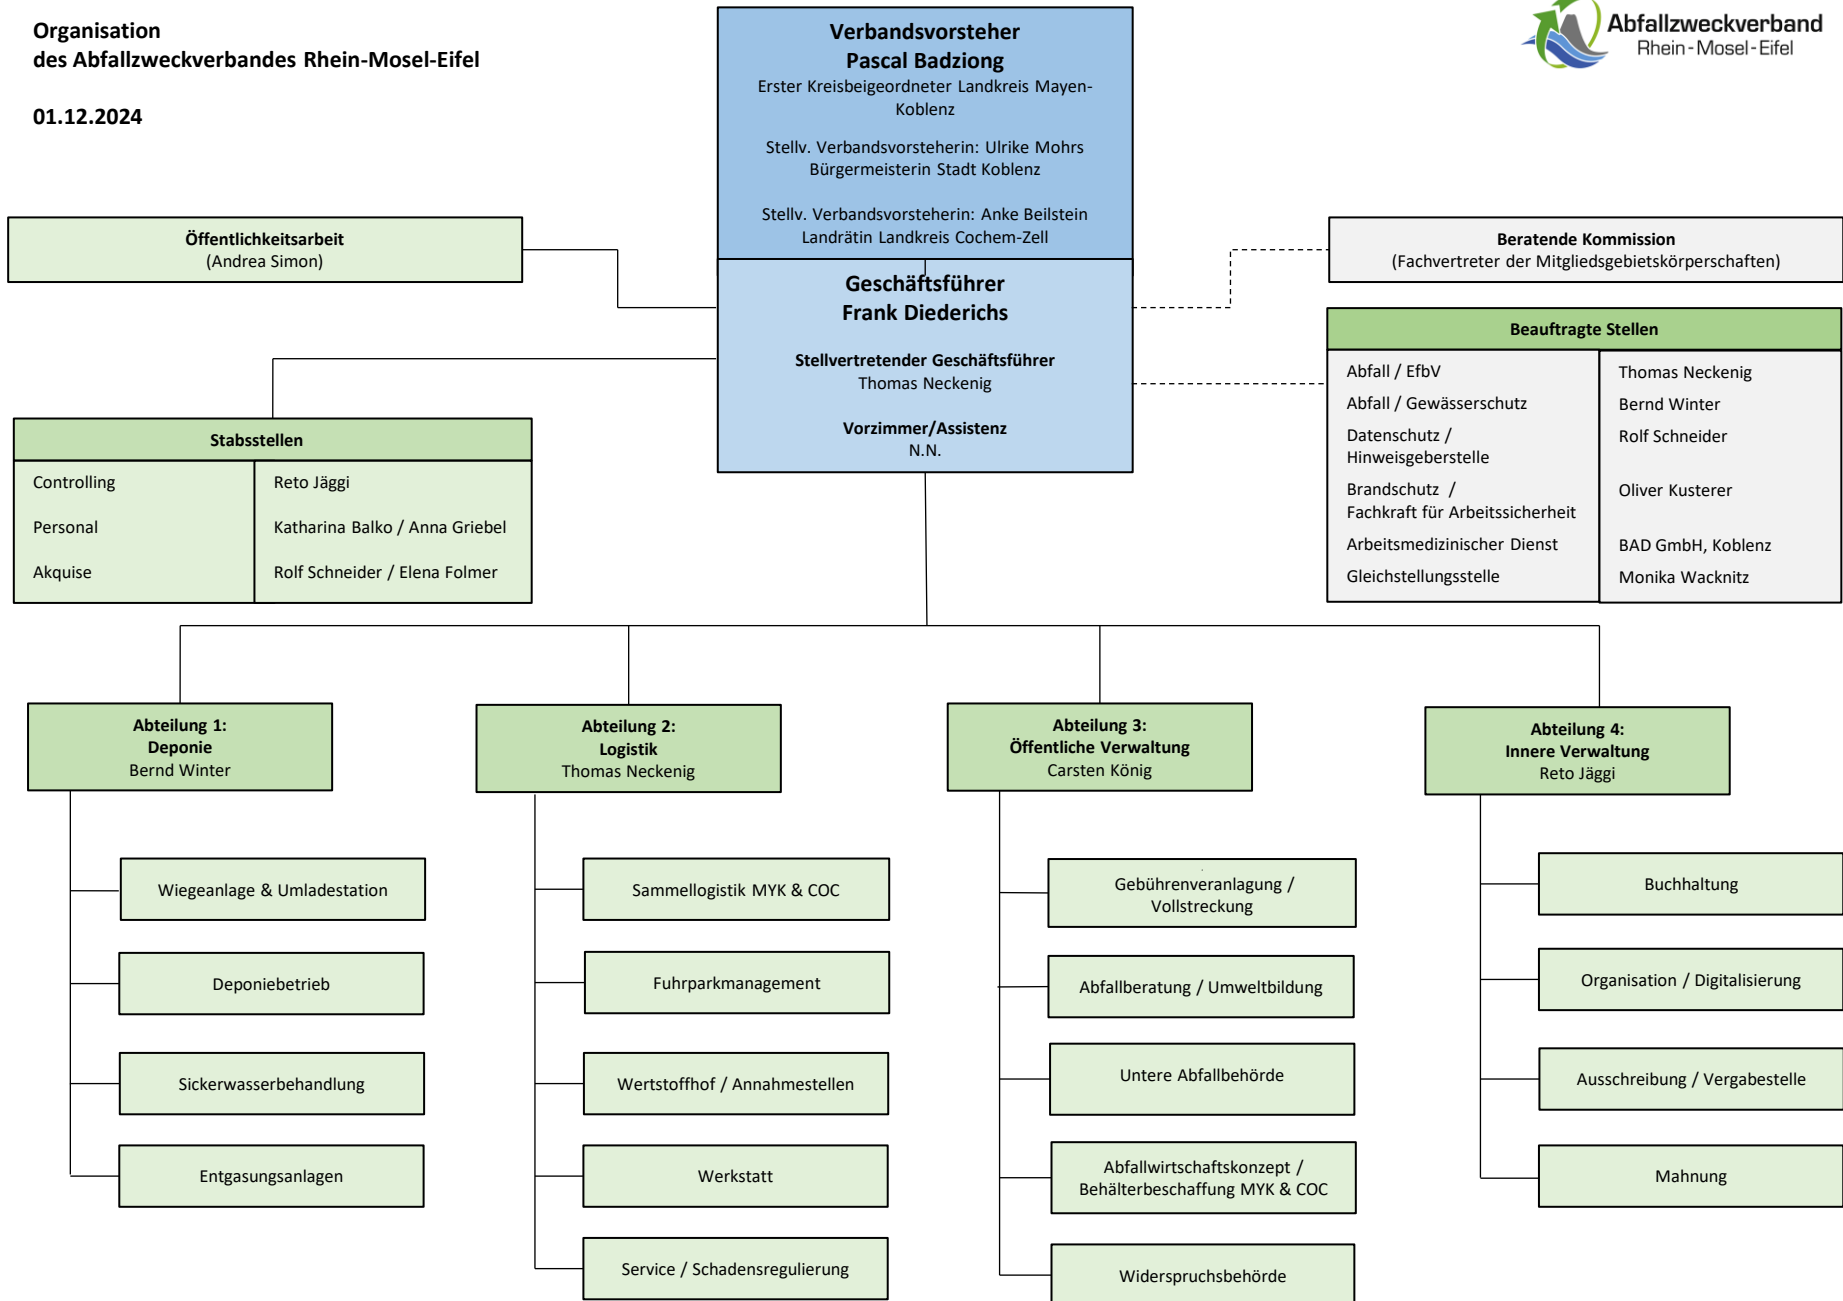 Organisation
des Abfallzweckverbandes Rhein-Mosel-Eifel
01.12.2024
Verbandsvorsteher
Pascal Badziong
Erster Kreisbeigeordneter Landkreis Mayen-
Koblenz
Stellv. Verbandsvorsteherin: Ulrike Mohrs
Bürgermeisterin Stadt Koblenz
Stellv. Verbandsvorsteherin: Anke Beilstein
Landrätin Landkreis Cochem-Zell
Abfallzweckverband
Rhein-Mosel-Eifel
Öffentlichkeitsarbeit
(Andrea Simon)
Geschäftsführer
Frank Diederichs
Stellvertretender Geschäftsführer
Thomas Neckenig
Vorzimmer/Assistenz
N.N.
Beratende Kommission
(Fachvertreter der Mitgliedsgebietskörperschaften)
Beauftragte Stellen
Abfall / EfbV
Thomas Neckenig
Abfall / Gewässerschutz
Bernd Winter
Datenschutz /
Hinweisgeberstelle
Rolf Schneider
Brandschutz /
Fachkraft für Arbeitssicherheit
Oliver Kusterer
Arbeitsmedizinischer Dienst
BAD GmbH, Koblenz
Gleichstellungsstelle
Monika Wacknitz
Stabsstellen
Controlling
Reto Jäggi
Personal
Katharina Balko / Anna Griebel
Akquise
Rolf Schneider / Elena Folmer
Abteilung 1:
Deponie
Bernd Winter
Wiegeanlage & Umladestation
Deponiebetrieb
Sickerwasserbehandlung
Entgasungsanlagen
Abteilung 2:
Logistik
Thomas Neckenig
Sammellogistik MYK & COC
Fuhrparkmanagement
Wertstoffhof / Annahmestellen
Werkstatt
Service / Schadensregulierung
Abteilung 3:
Öffentliche Verwaltung
Carsten König
Gebührenveranlagung /
Vollstreckung
Abfallberatung / Umweltbildung
Untere Abfallbehörde
Abfallwirtschaftskonzept /
Behälterbeschaffung MYK & COC
Widerspruchsbehörde
Abteilung 4:
Innere Verwaltung
Reto Jäggi
Buchhaltung
Organisation / Digitalisierung
Ausschreibung / Vergabestelle
Mahnung